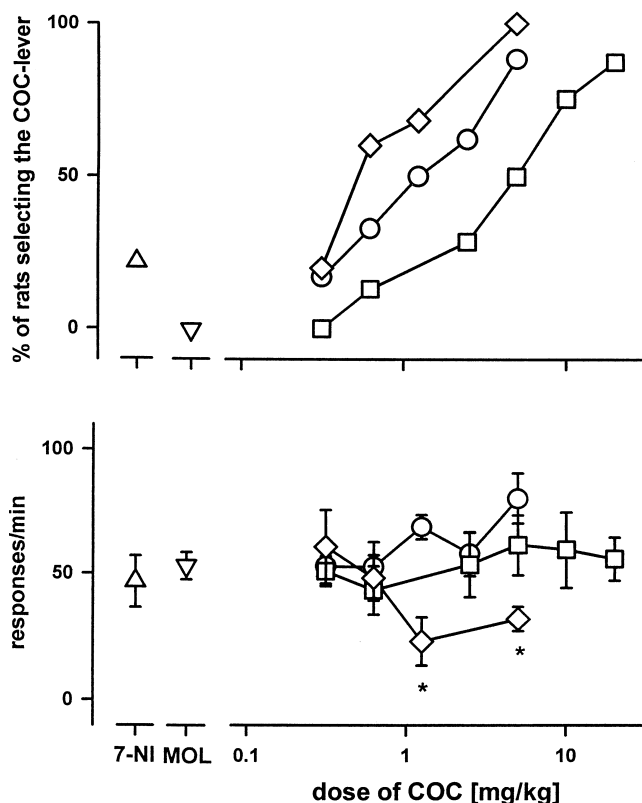 % of rats selecting the COC-lever
100
50
0
responses/min
100
50
0
*
*
7-NI MOL 0.1 1 10
dose of COC [mg/kg]